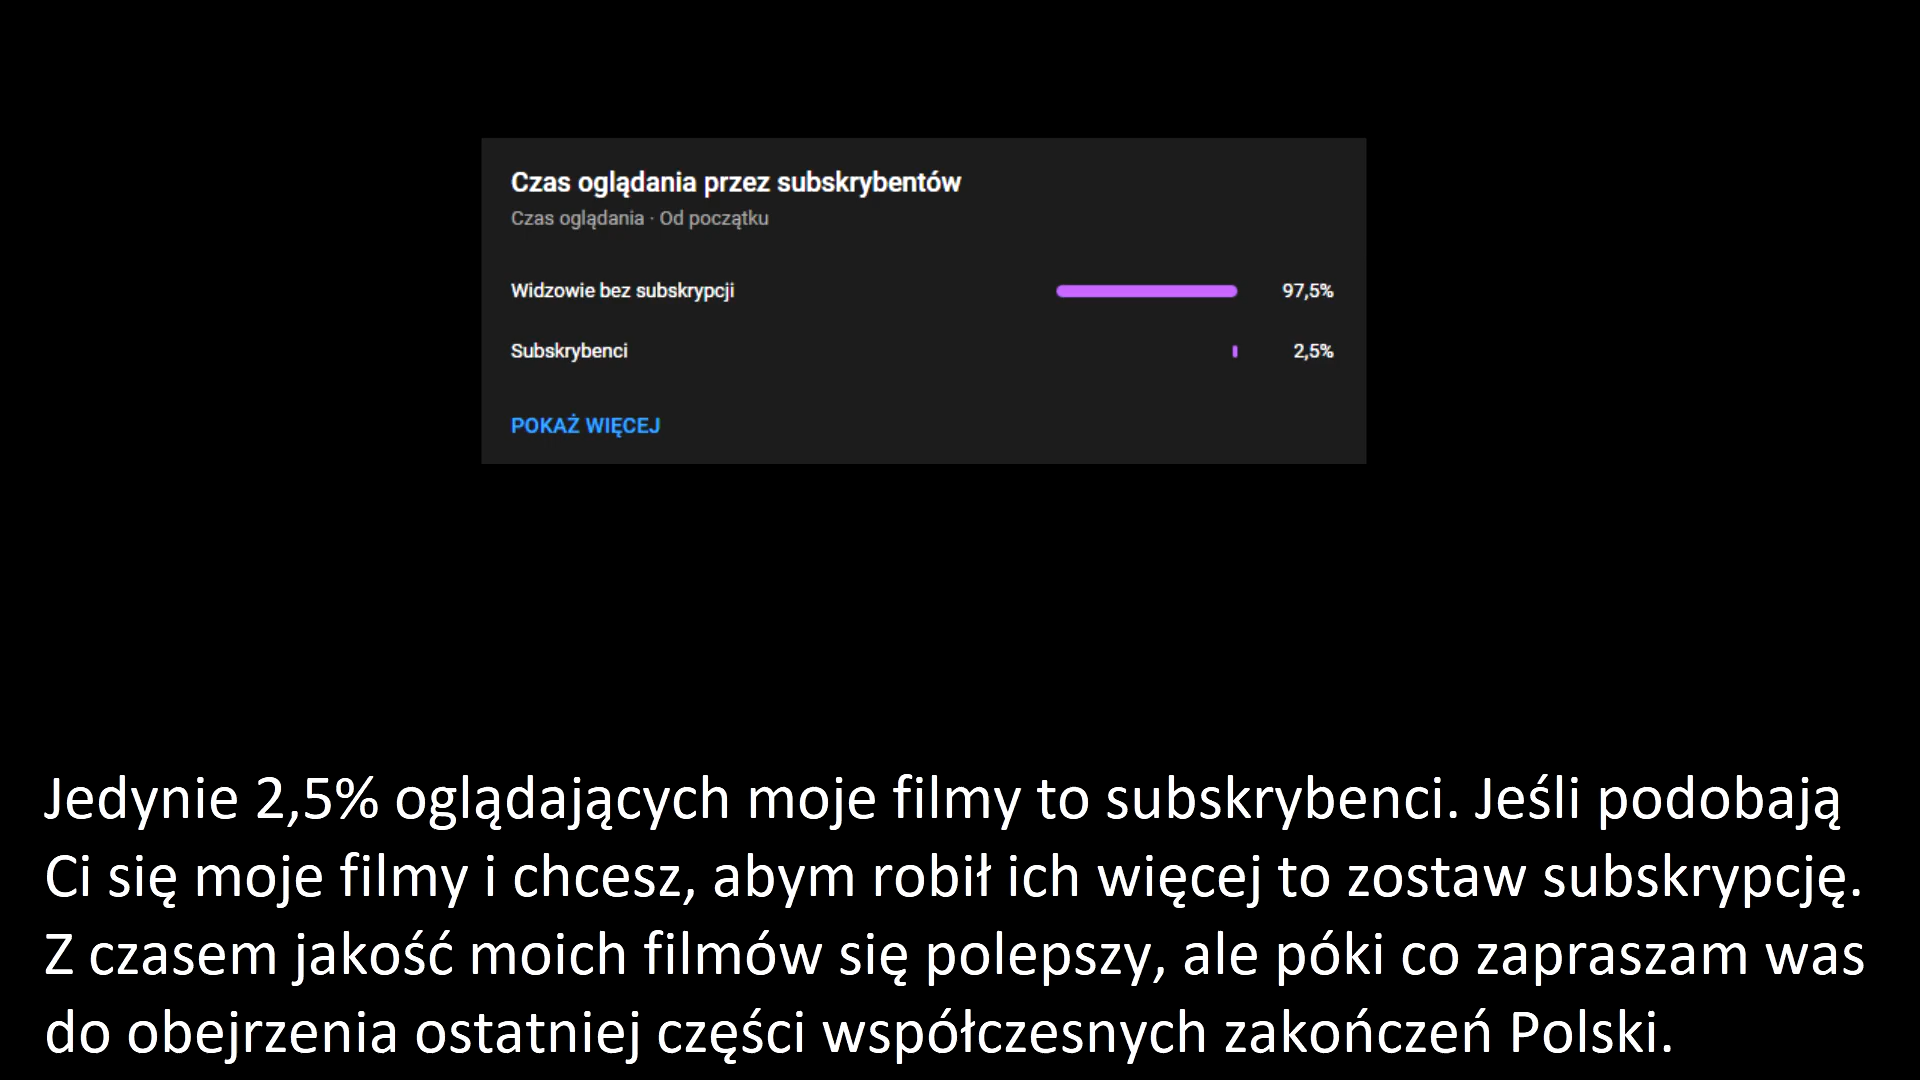 Czas oglądania przez subskrybentów
Czas oglądania · Od początku
Widzowie bez subskrypcji 97,5%
Subskrybenci 2,5%
POKAŻ WIĘCEJ
Jedynie 2,5% oglądających moje filmy to subskrybenci. Jeśli podobają
Ci się moje filmy i chcesz, abym robił ich więcej to zostaw subskrypcję.
Z czasem jakość moich filmów się polepszy, ale póki co zapraszam was
do obejrzenia ostatniej części współczesnych zakończeń Polski.